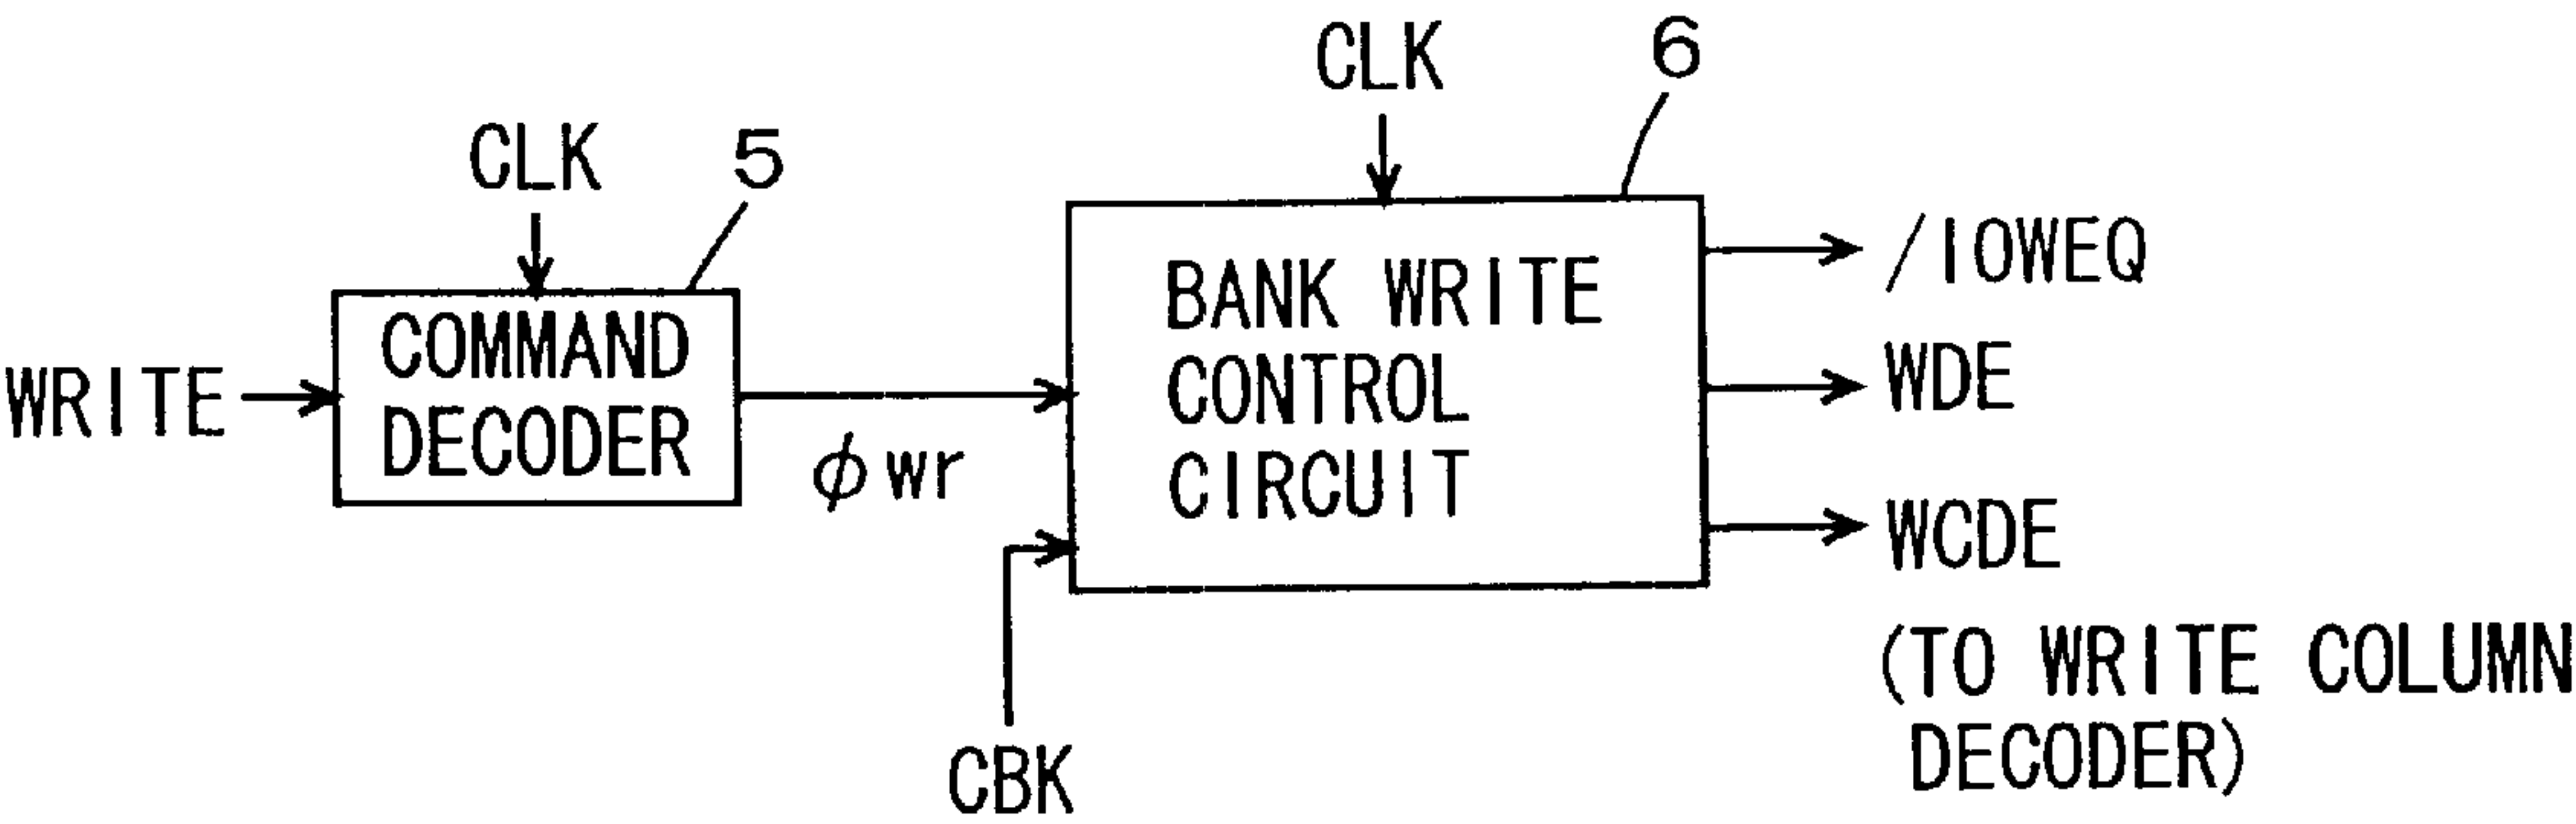 CLK
6
CLK
5
/IOWEQ
BANK WRITE
CONTROL
CIRCUIT
COMMAND
DECODER
WDE
WRITE
φwr
WCDE
(TO WRITE COLUMN
DECODER)
CBK